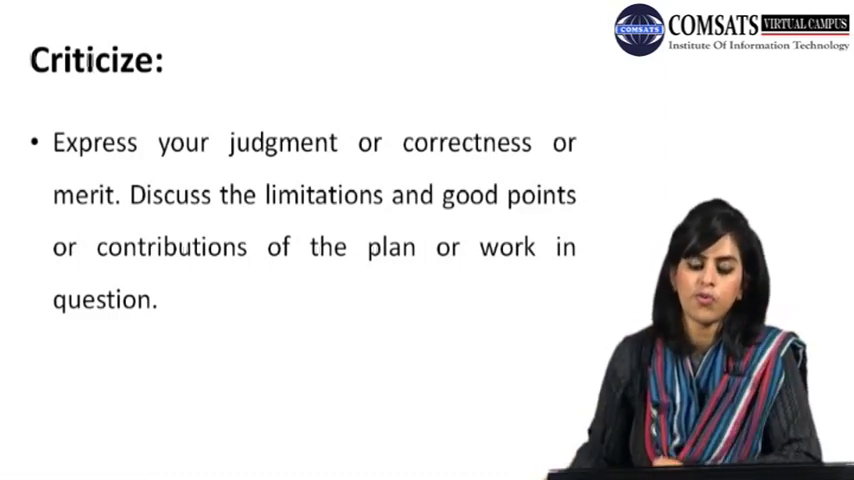 COMSATS VIRTUAL CAMPUS
COMSATS
Institute Of Information Technology
Criticize:
• Express your judgment or correctness or
merit. Discuss the limitations and good points
or contributions of the plan or work in
question.